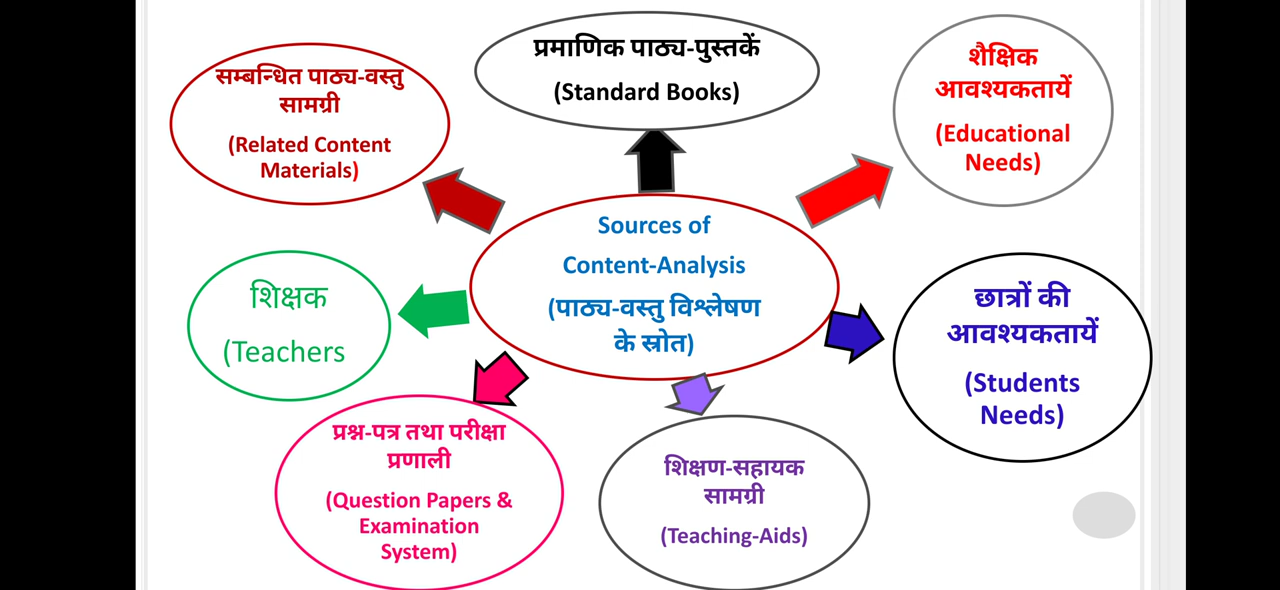 प्रमाणिक पाठ्य-पुस्तकें
(Standard Books)
सम्बन्धित पाठ्य-वस्तु
सामग्री
(Related Content
Materials)
शैक्षिक
आवश्यकतायें
(Educational
Needs)
Sources of
Content-Analysis
(पाठ्य-वस्तु विश्लेषण
के स्रोत)
शिक्षक
(Teachers
छात्रों की
आवश्यकतायें
(Students
Needs)
प्रश्न-पत्र तथा परीक्षा
प्रणाली
(Question Papers &
Examination
System)
शिक्षण-सहायक
सामग्री
(Teaching-Aids)